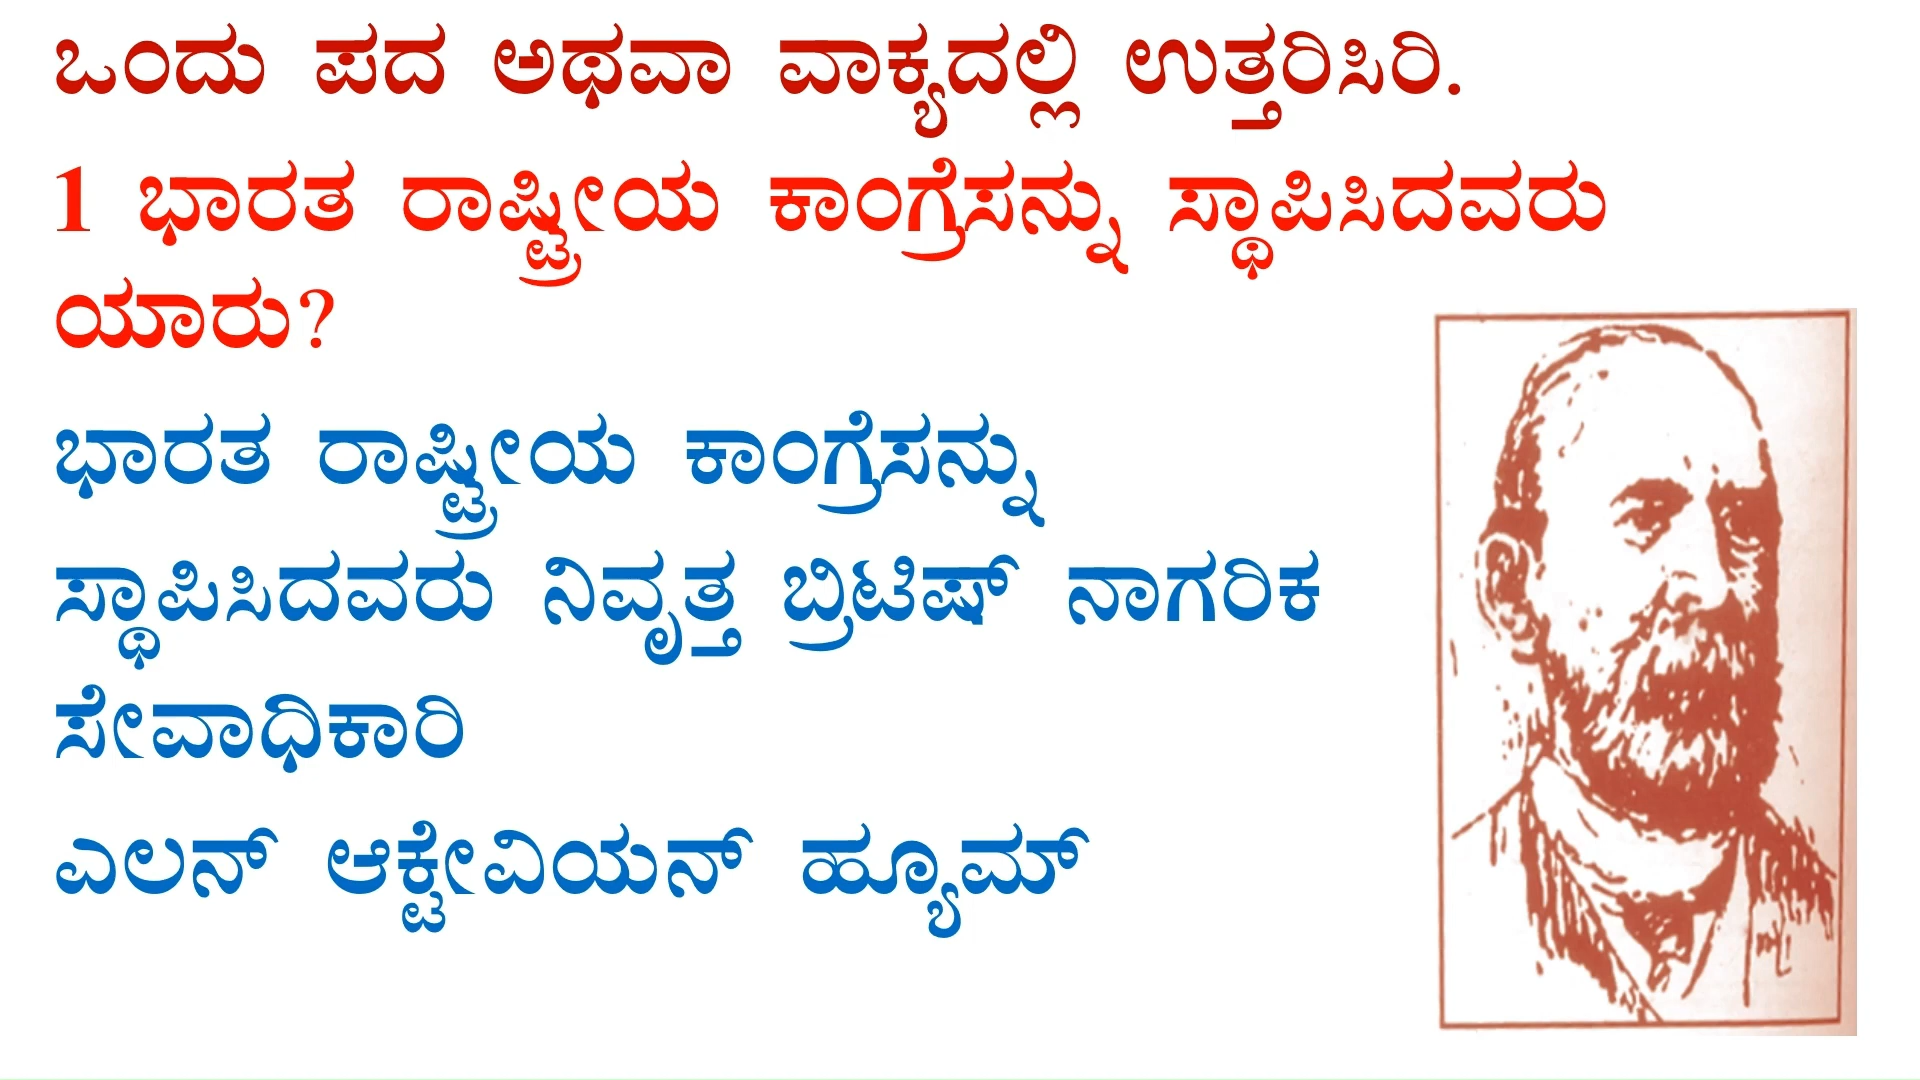 ಒಂದು ಪದ ಅಥವಾ ವಾಕ್ಯದಲ್ಲಿ ಉತ್ತರಿಸಿರಿ.
1 ಭಾರತ ರಾಷ್ಟ್ರೀಯ ಕಾಂಗ್ರೆಸನ್ನು ಸ್ಥಾಪಿಸಿದವರು
ಯಾರು?
ಭಾರತ ರಾಷ್ಟ್ರೀಯ ಕಾಂಗ್ರೆಸನ್ನು
ಸ್ಥಾಪಿಸಿದವರು ನಿವೃತ್ತ ಬ್ರಿಟಿಷ್ ನಾಗರಿಕ
ಸೇವಾಧಿಕಾರಿ
ಎಲನ್ ಆಕ್ಟೇವಿಯನ್ ಹ್ಯೂಮ್